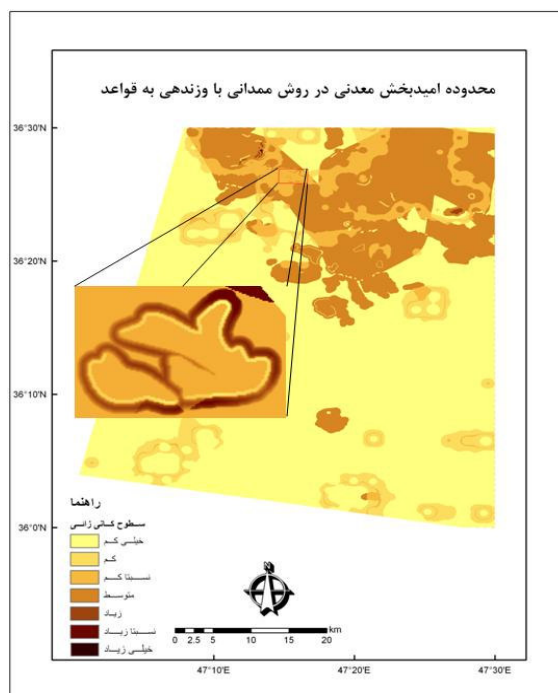 محدوده امیدبخش معدنی در روش ممدانی با وزندهی به قواعد
36°30'N
36°20'N
36°10'N
36°0'N
راهنما
سطوح کانی زائی
خیلی کم
کم
نسبتا کم
متوسط
زیاد
نسبتا زیاد
خیلی زیاد
N
km
0 2.5 5 10 15 20
47°10'E 47°20'E 47°30'E